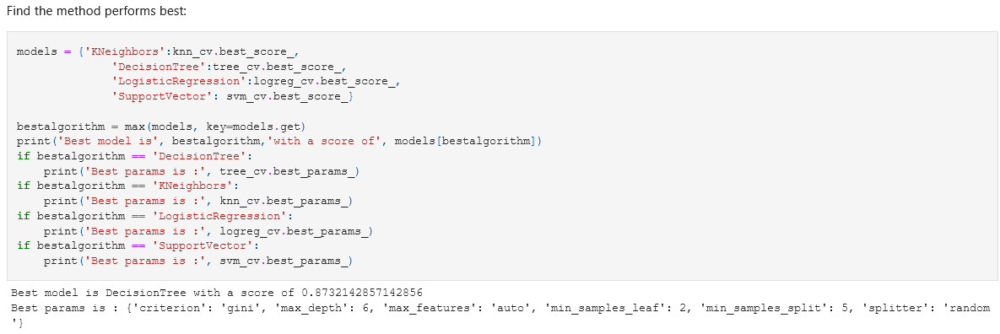 Find the method performs best:
models = {'KNeighbors':knn_cv.best_score_,
              'DecisionTree':tree_cv.best_score_,
              'LogisticRegression':logreg_cv.best_score_,
              'SupportVector': svm_cv.best_score_}
bestalgorithm = max(models, key=models.get)
print('Best model is', bestalgorithm,'with a score of', models[bestalgorithm])
if bestalgorithm == 'DecisionTree':
    print('Best params is :', tree_cv.best_params_)
if bestalgorithm == 'KNeighbors':
    print('Best params is :', knn_cv.best_params_)
if bestalgorithm == 'LogisticRegression':
    print('Best params is :', logreg_cv.best_params_)
if bestalgorithm == 'SupportVector':
    print('Best params is :', svm_cv.best_params_)
Best model is DecisionTree with a score of 0.8732142857142856
Best params is : {'criterion': 'gini', 'max_depth': 6, 'max_features': 'auto', 'min_samples_leaf': 2, 'min_samples_split': 5, 'splitter': 'random
'}